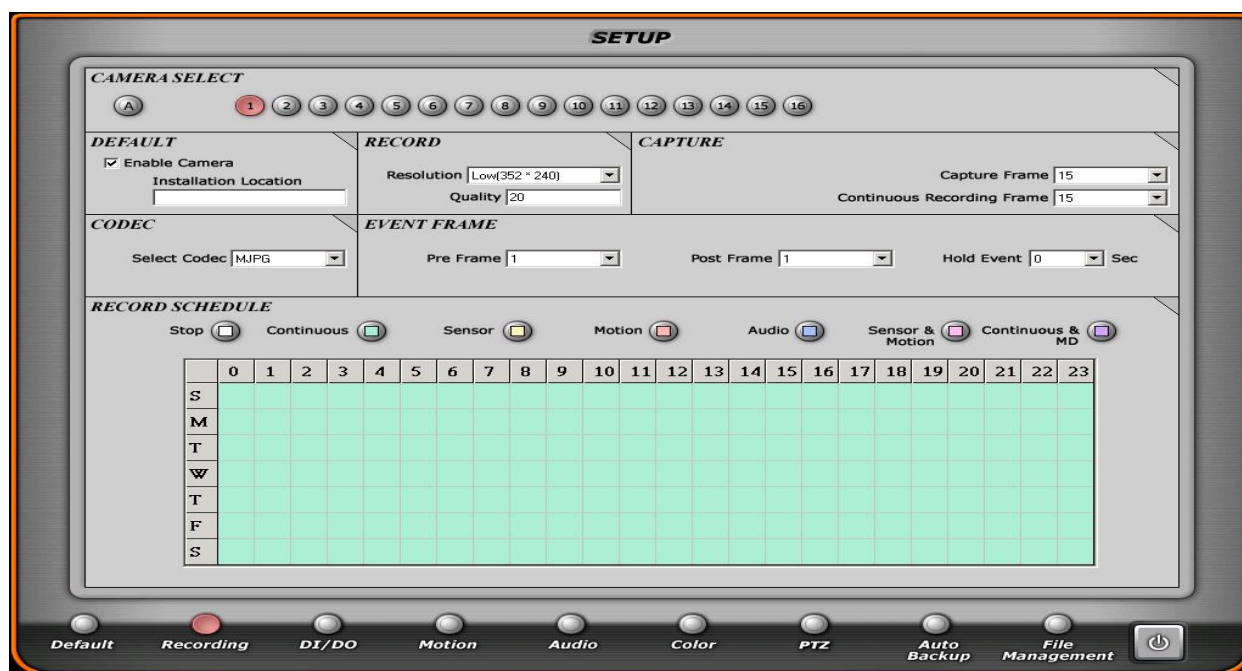 SETUP
CAMERA SELECT
A 1 2 3 4 5 6 7 8 9 10 11 12 13 14 15 16
DEFAULT
Enable Camera
Installation Location
RECORD
Resolution Low(352 * 240)
Quality 20
CAPTURE
Capture Frame 15
Continuous Recording Frame 15
CODEC
Select Codec MJPG
EVENT FRAME
Pre Frame 1 Post Frame 1 Hold Event 0 Sec
RECORD SCHEDULE
Stop Continuous Sensor Motion Audio Sensor & Motion Continuous & MD
0 1 2 3 4 5 6 7 8 9 10 11 12 13 14 15 16 17 18 19 20 21 22 23
S
M
T
W
T
F
S
Default Recording DI/DO Motion Audio Color PTZ Auto Backup File Management